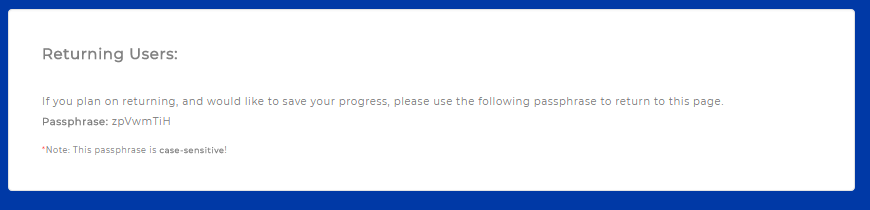 Returning Users:
If you plan on returning, and would like to save your progress, please use the following passphrase to return to this page.
Passphrase: zpVwmTiH
*Note: This passphrase is case-sensitive!